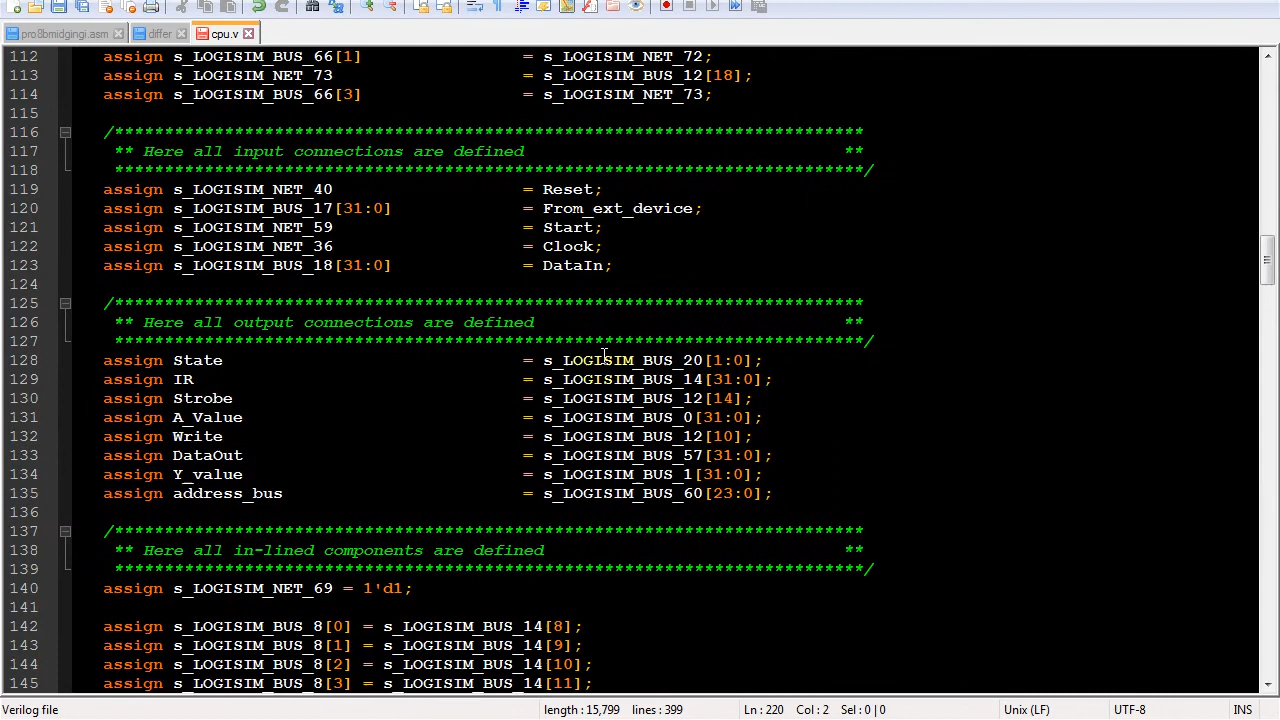 pro8bmidgingi.asm differ cpu.v
112 assign s_LOGISIM_BUS_66[1] = s_LOGISIM_NET_72;
113 assign s_LOGISIM_NET_73 = s_LOGISIM_BUS_12[18];
114 assign s_LOGISIM_BUS_66[3] = s_LOGISIM_NET_73;
115
116 /***************************************************************************
117 ** Here all input connections are defined **
118 ***************************************************************************/
119 assign s_LOGISIM_NET_40 = Reset;
120 assign s_LOGISIM_BUS_17[31:0] = From_ext_device;
121 assign s_LOGISIM_NET_59 = Start;
122 assign s_LOGISIM_NET_36 = Clock;
123 assign s_LOGISIM_BUS_18[31:0] = DataIn;
124
125 /***************************************************************************
126 ** Here all output connections are defined **
127 ***************************************************************************/
128 assign State = s_LOGISIM_BUS_20[1:0];
129 assign IR = s_LOGISIM_BUS_14[31:0];
130 assign Strobe = s_LOGISIM_BUS_12[14];
131 assign A_Value = s_LOGISIM_BUS_0[31:0];
132 assign Write = s_LOGISIM_BUS_12[10];
133 assign DataOut = s_LOGISIM_BUS_57[31:0];
134 assign Y_value = s_LOGISIM_BUS_1[31:0];
135 assign address_bus = s_LOGISIM_BUS_60[23:0];
136
137 /***************************************************************************
138 ** Here all in-lined components are defined **
139 ***************************************************************************/
140 assign s_LOGISIM_NET_69 = 1'd1;
141
142 assign s_LOGISIM_BUS_8[0] = s_LOGISIM_BUS_14[8];
143 assign s_LOGISIM_BUS_8[1] = s_LOGISIM_BUS_14[9];
144 assign s_LOGISIM_BUS_8[2] = s_LOGISIM_BUS_14[10];
145 assign s_LOGISIM_BUS_8[3] = s_LOGISIM_BUS_14[11];
Verilog file length : 15,799 lines : 399 Ln : 220 Col : 2 Sel : 0 | 0 Unix (LF) UTF-8 INS